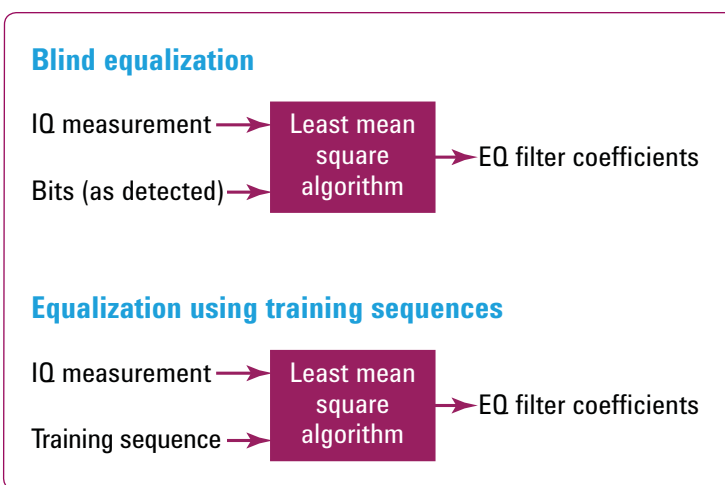 Blind equalization
IQ measurement
Least mean
square
algorithm
EQ filter coefficients
Bits (as detected)
Equalization using training sequences
IQ measurement
Least mean
square
algorithm
EQ filter coefficients
Training sequence